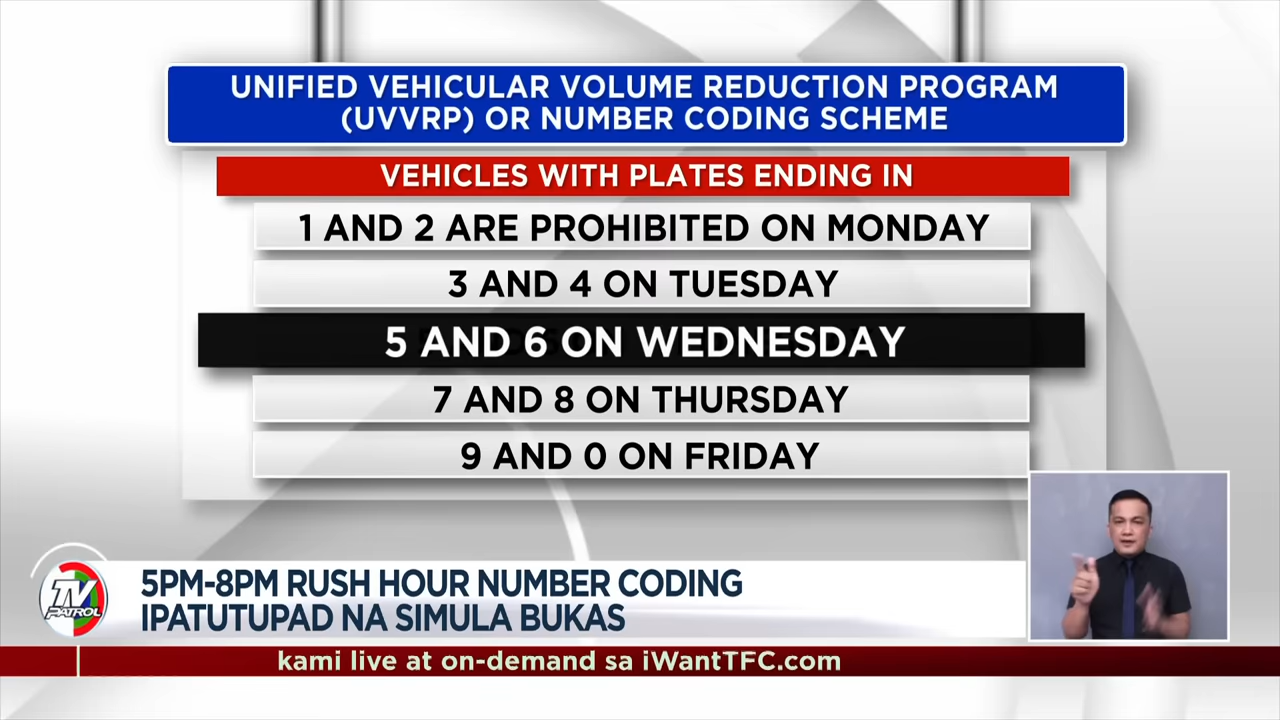 UNIFIED VEHICULAR VOLUME REDUCTION PROGRAM
(UVVRP) OR NUMBER CODING SCHEME
VEHICLES WITH PLATES ENDING IN
1 AND 2 ARE PROHIBITED ON MONDAY
3 AND 4 ON TUESDAY
5 AND 6 ON WEDNESDAY
7 AND 8 ON THURSDAY
9 AND 0 ON FRIDAY
TV
PATROL
5PM-8PM RUSH HOUR NUMBER CODING
IPATUTUPAD NA SIMULA BUKAS
kami live at on-demand sa iWantTFC.com